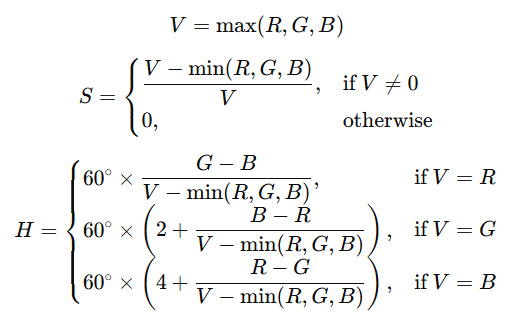 V = max(R, G, B)
S = { (V − min(R, G, B)) / V, if V ≠ 0
0, otherwise
H = { 60° × (G − B) / (V − min(R, G, B)), if V = R
60° × (2 + (B − R) / (V − min(R, G, B))), if V = G
60° × (4 + (R − G) / (V − min(R, G, B))), if V = B